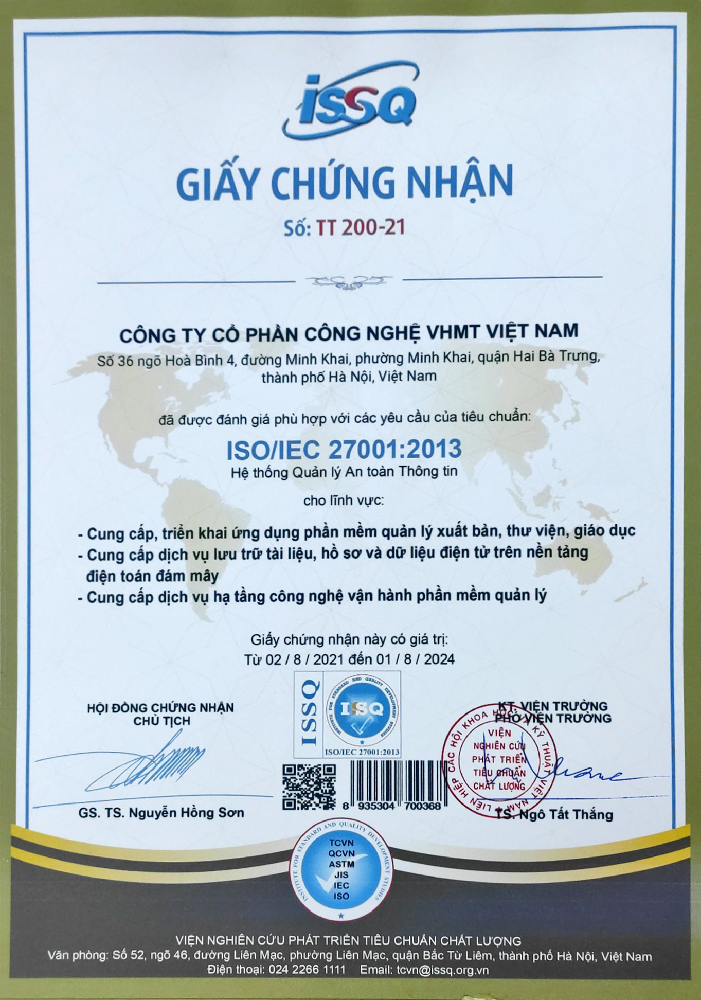 ISSQ
GIẤY CHỨNG NHẬN
Số: TT 200-21
CÔNG TY CỔ PHẦN CÔNG NGHỆ VHMT VIỆT NAM
Số 36 ngõ Hoà Bình 4, đường Minh Khai, phường Minh Khai, quận Hai Bà Trưng,
thành phố Hà Nội, Việt Nam
đã được đánh giá phù hợp với các yêu cầu của tiêu chuẩn:
ISO/IEC 27001:2013
Hệ thống Quản lý An toàn Thông tin
cho lĩnh vực:
- Cung cấp, triển khai ứng dụng phần mềm quản lý xuất bản, thư viện, giáo dục
- Cung cấp dịch vụ lưu trữ tài liệu, hồ sơ và dữ liệu điện tử trên nền tảng
điện toán đám mây
- Cung cấp dịch vụ hạ tầng công nghệ vận hành phần mềm quản lý
Giấy chứng nhận này có giá trị:
Từ 02 / 8 / 2021 đến 01 / 8 / 2024
HỘI ĐỒNG CHỨNG NHẬN
CHỦ TỊCH
GS. TS. Nguyễn Hồng Sơn
ISSQ
INSTITUTE FOR STANDARD AND QUALITY DEVELOPMENT STUDIES
ISSQ
ISO/IEC 27001:2013
8 935304 700368
KT. VIỆN TRƯỞNG
PHÓ VIỆN TRƯỞNG
LIÊN HIỆP CÁC HỘI KHOA HỌC VÀ KỸ THUẬT VIỆT NAM
VIỆN
NGHIÊN CỨU
PHÁT TRIỂN
TIÊU CHUẨN
CHẤT LƯỢNG
TS. Ngô Tất Thắng
INSTITUTE FOR STANDARD AND QUALITY DEVELOPMENT STUDIES
TCVN
QCVN
ASTM
JIS
IEC
ISO
VIỆN NGHIÊN CỨU PHÁT TRIỂN TIÊU CHUẨN CHẤT LƯỢNG
Văn phòng: Số 52, ngõ 46, đường Liên Mạc, phường Liên Mạc, quận Bắc Từ Liêm, thành phố Hà Nội, Việt Nam
Điện thoại: 024 2266 1111 Email: tcvn@issq.org.vn